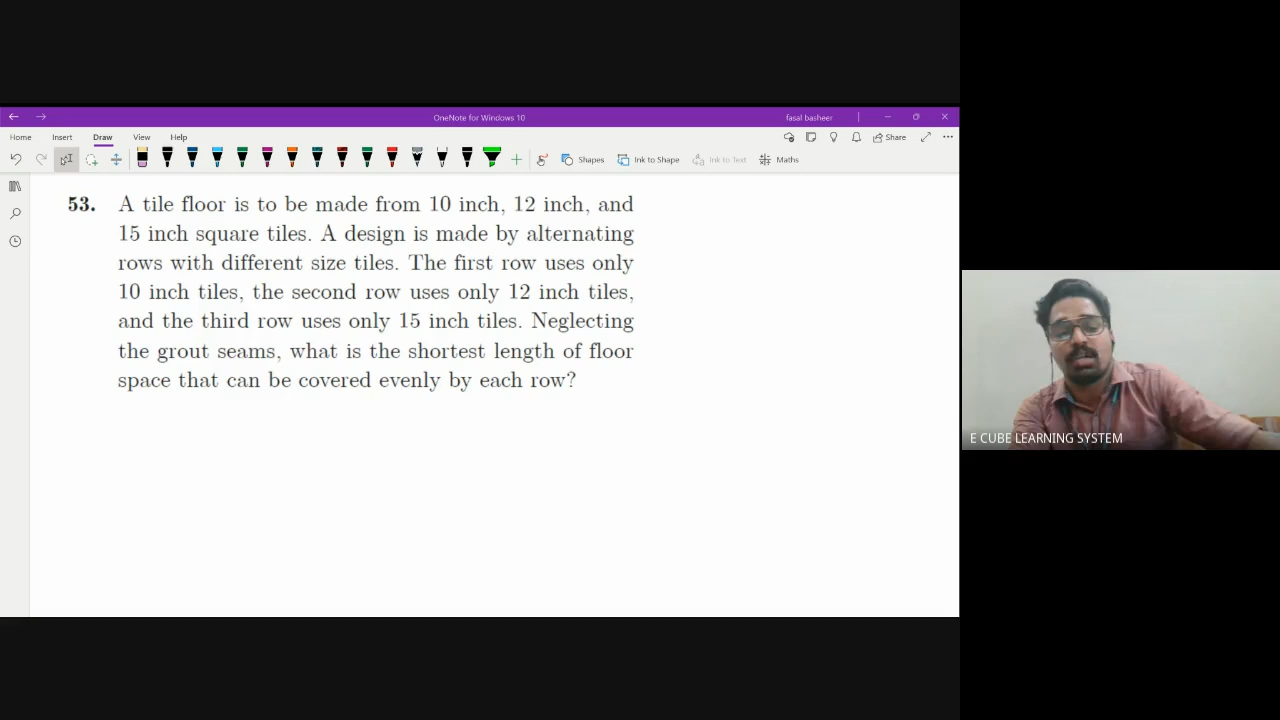 OneNote for Windows 10
fasal basheer
Home
Insert
Draw
View
Help
Share
Shapes
Ink to Shape
Ink to Text
Maths
53. A tile floor is to be made from 10 inch, 12 inch, and
15 inch square tiles. A design is made by alternating
rows with different size tiles. The first row uses only
10 inch tiles, the second row uses only 12 inch tiles,
and the third row uses only 15 inch tiles. Neglecting
the grout seams, what is the shortest length of floor
space that can be covered evenly by each row?
E CUBE LEARNING SYSTEM